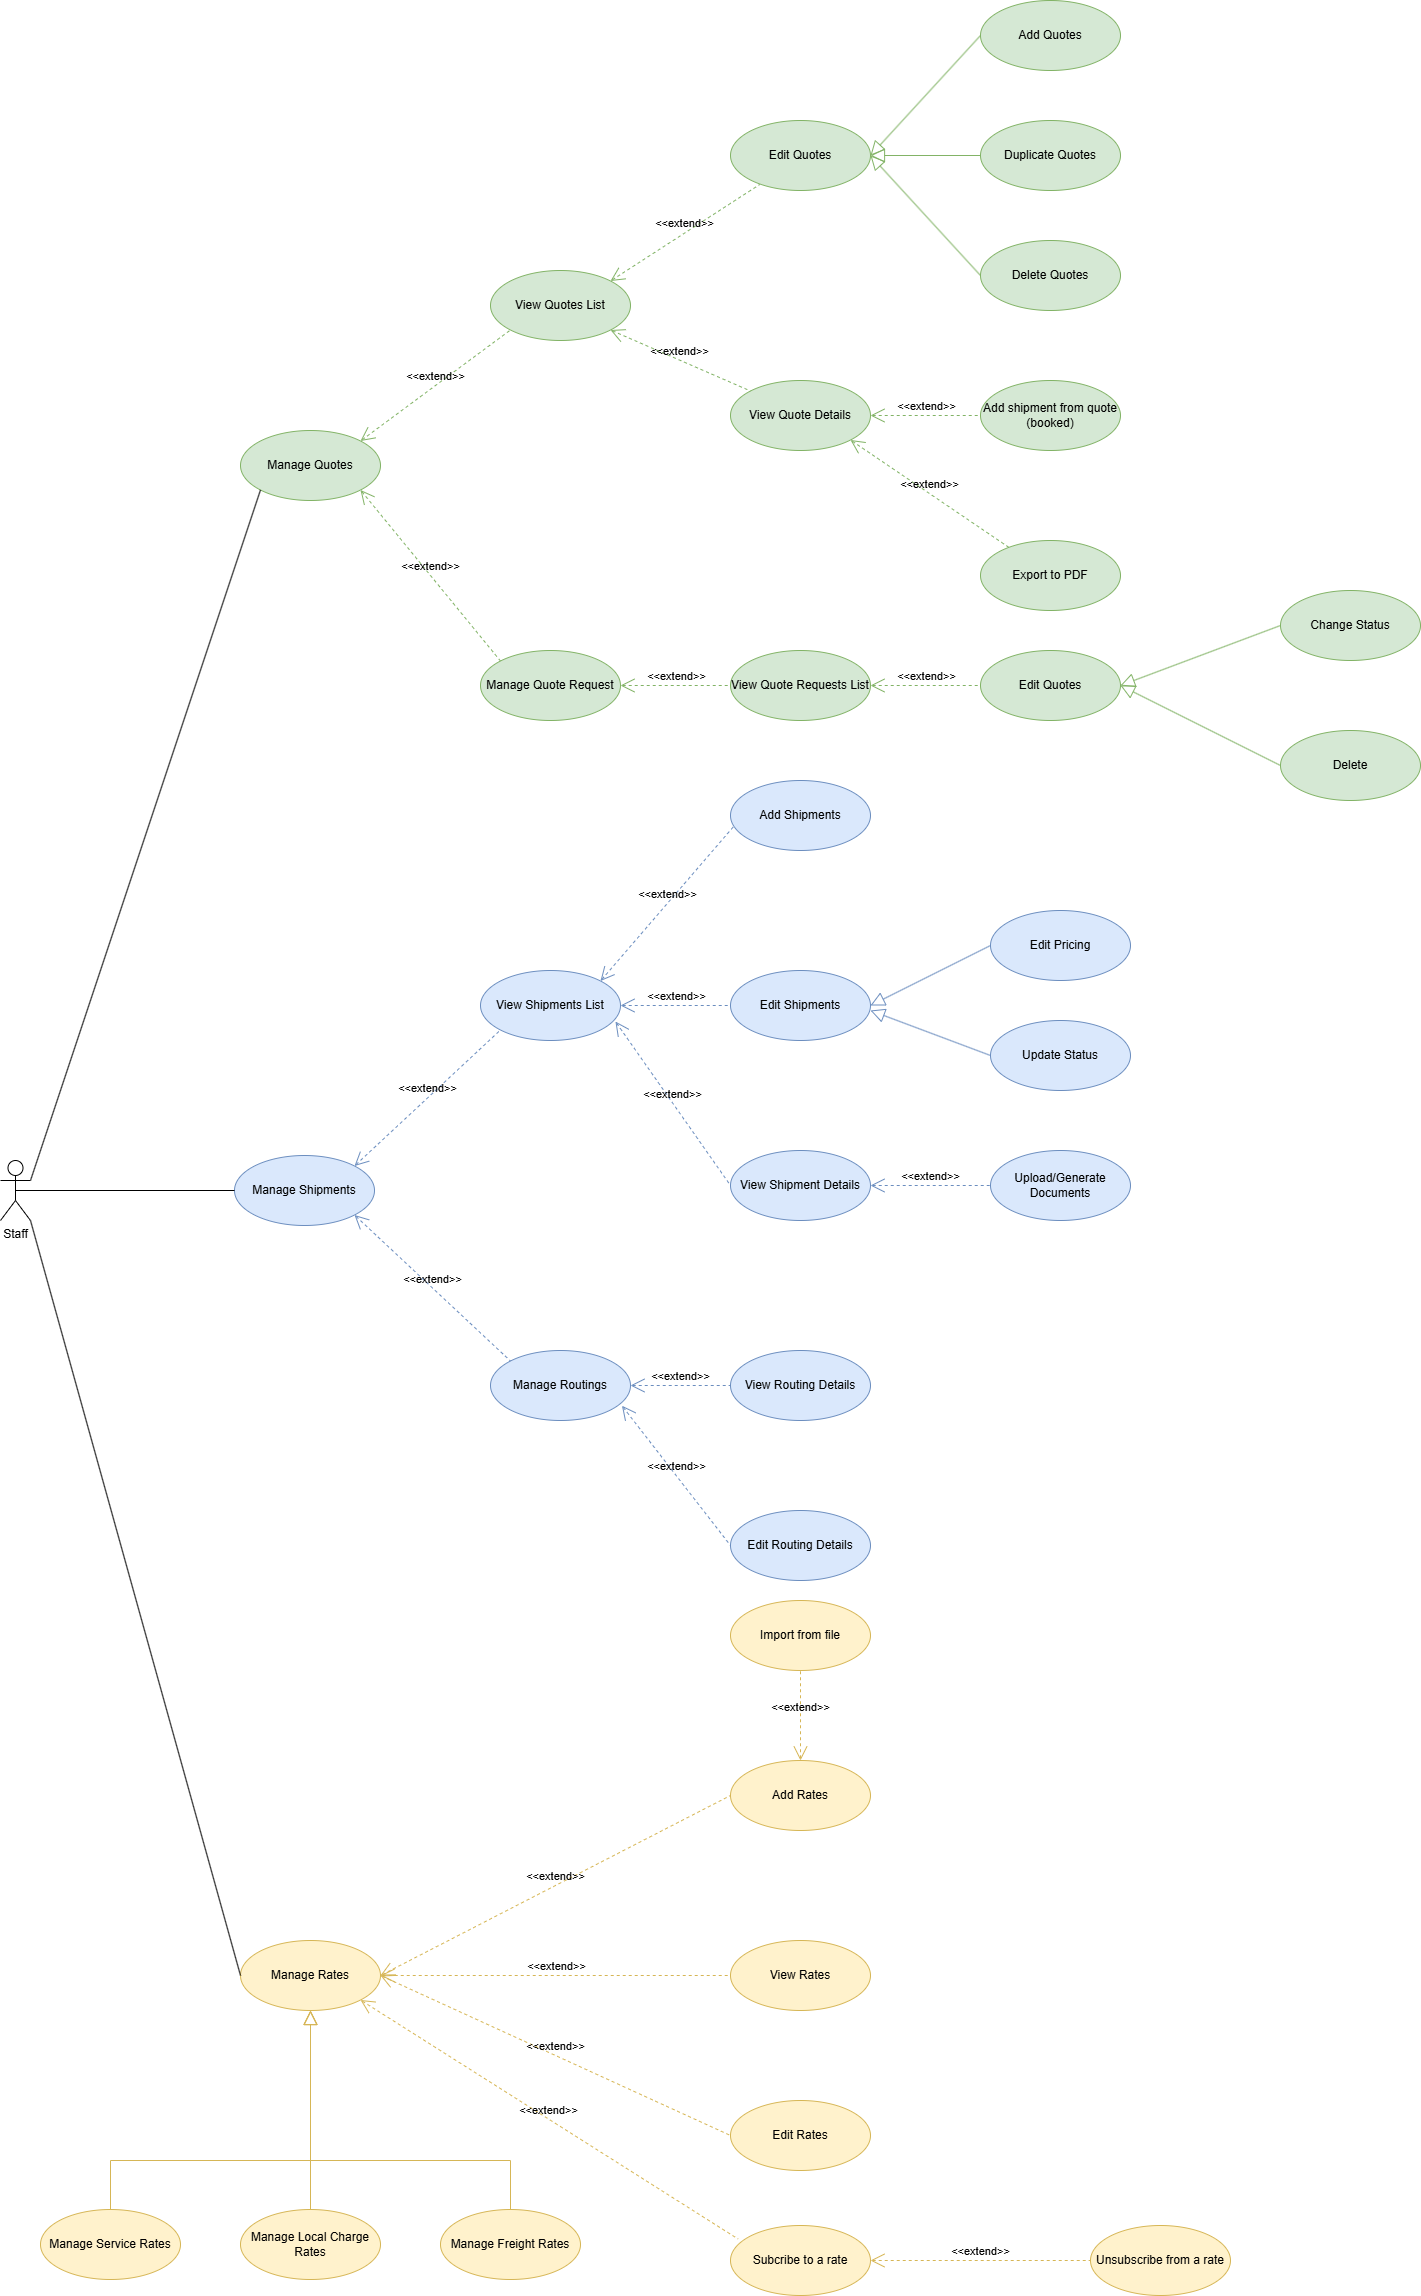 Add Quotes
Edit Quotes
Duplicate Quotes
<<extend>>
Delete Quotes
View Quotes List
<<extend>>
<<extend>>
View Quote Details
<<extend>>
Add shipment from quote
(booked)
Manage Quotes
<<extend>>
<<extend>>
Export to PDF
Change Status
Manage Quote Request
<<extend>>
View Quote Requests List
<<extend>>
Edit Quotes
Delete
Add Shipments
<<extend>>
Edit Pricing
View Shipments List
<<extend>>
Edit Shipments
Update Status
<<extend>>
<<extend>>
Manage Shipments
View Shipment Details
<<extend>>
Upload/Generate
Documents
Staff
<<extend>>
Manage Routings
<<extend>>
View Routing Details
<<extend>>
Edit Routing Details
Import from file
<<extend>>
Add Rates
<<extend>>
Manage Rates
<<extend>>
View Rates
<<extend>>
<<extend>>
Edit Rates
Manage Service Rates
Manage Local Charge
Rates
Manage Freight Rates
Subcribe to a rate
<<extend>>
Unsubscribe from a rate